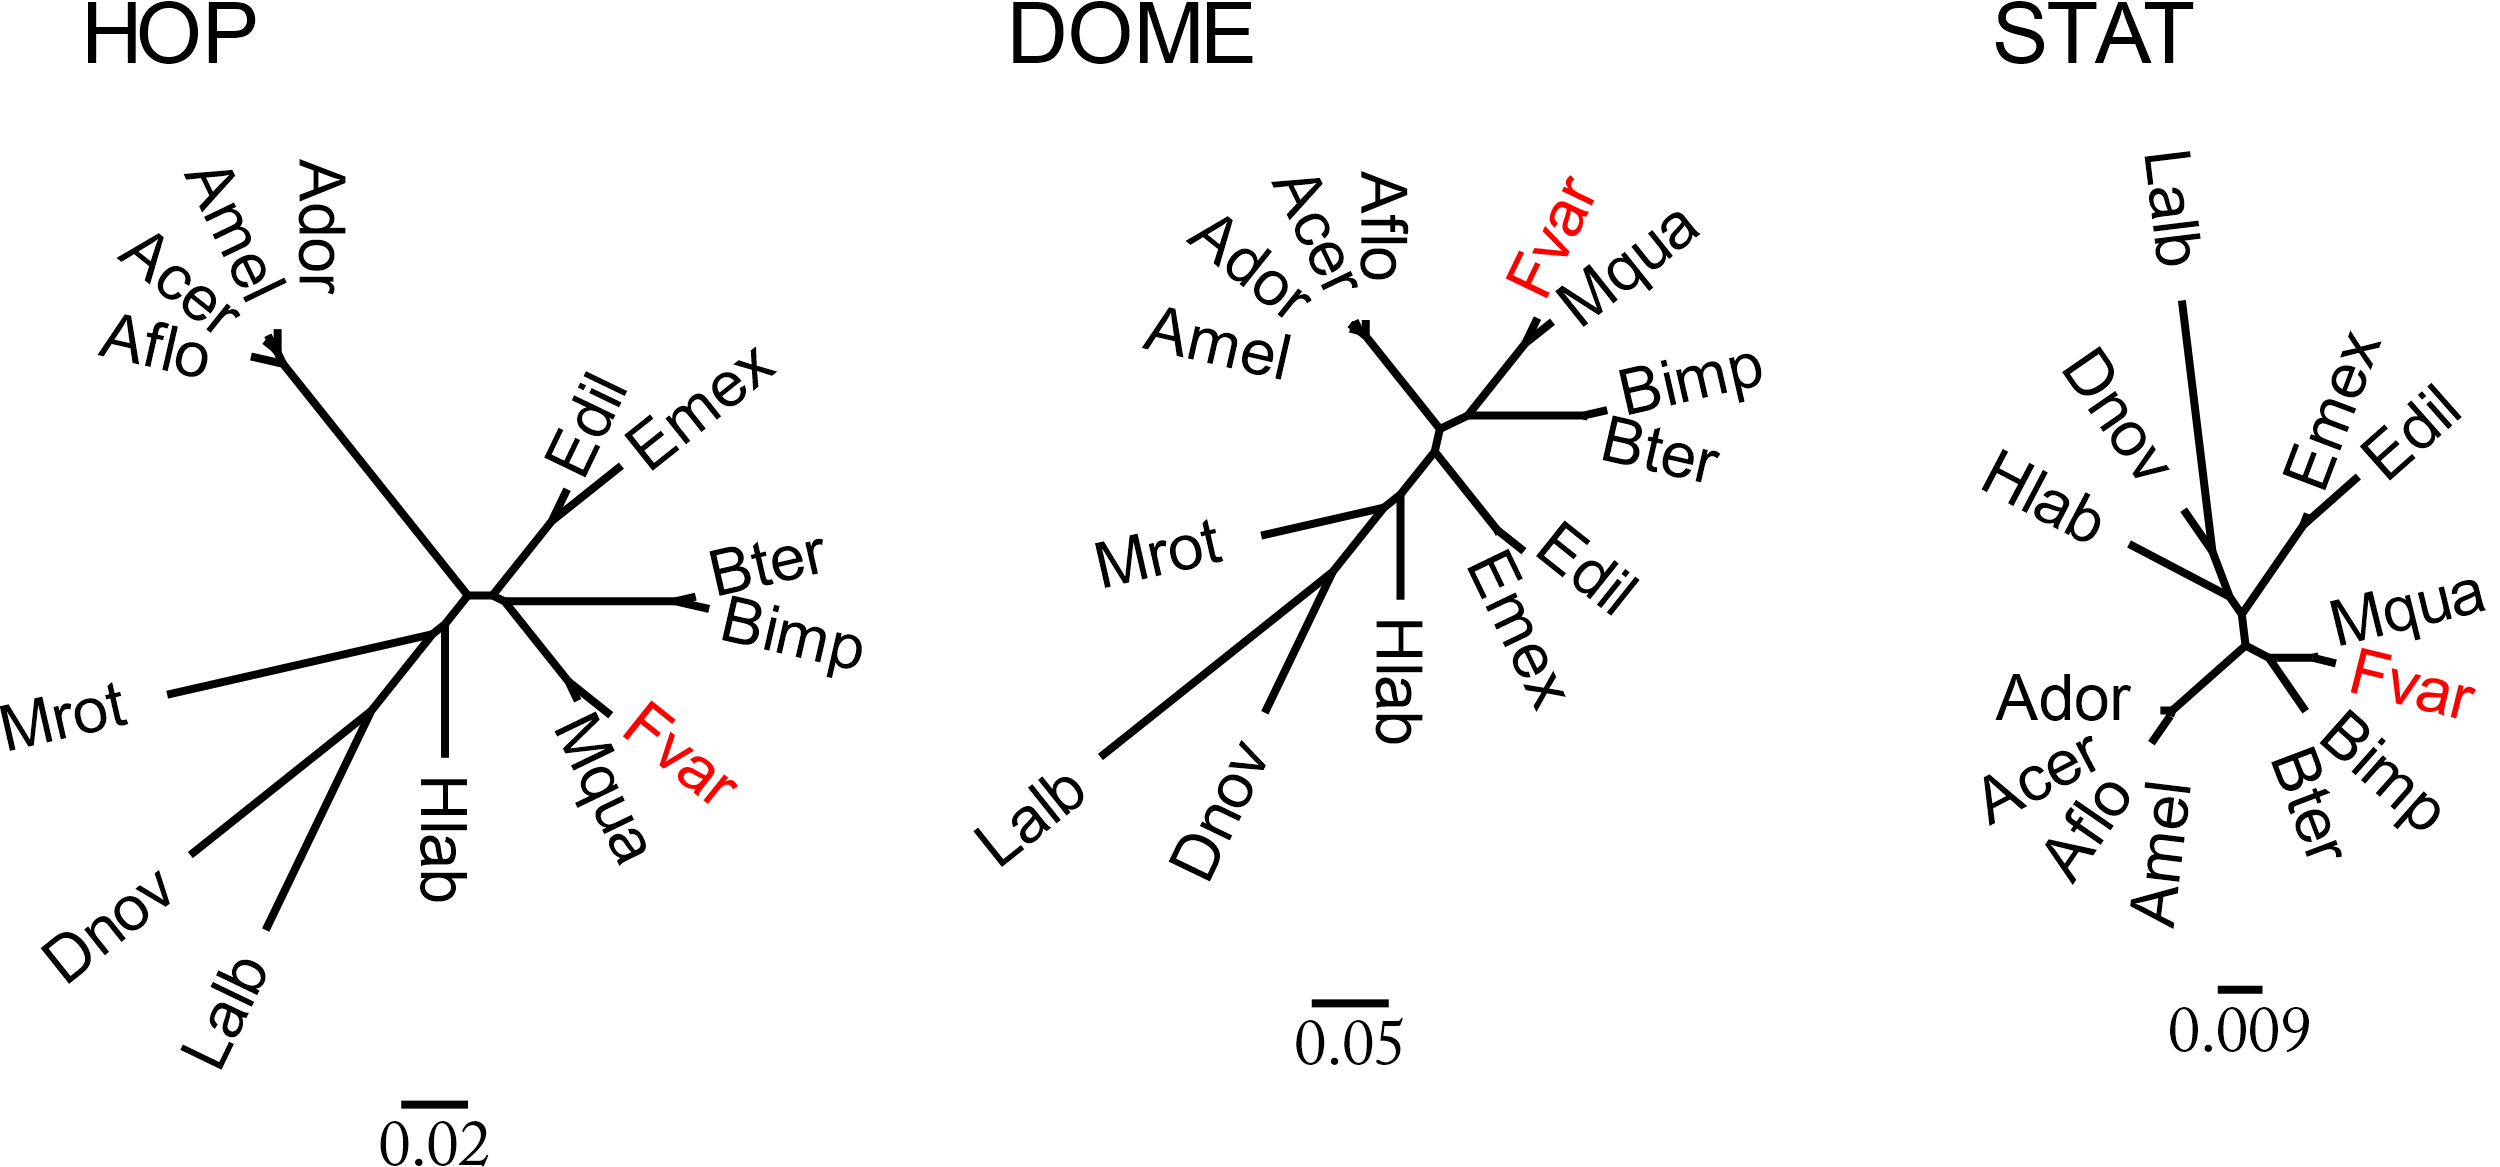 HOP
Ador
Amel
Acer
Aflo
Edil
Emex
Bter
Bimp
Mrot
Fvar
Mqua
Hlab
Dnov
Lalb
0.02
DOME
Aflo
Acer
Ador
Amel
Fvar
Mqua
Bimp
Bter
Mrot
Edil
Emex
Hlab
Lalb
Dnov
0.05
STAT
Lalb
Dnov
Emex
Edil
Hlab
Mqua
Fvar
Ador
Acer
Aflo
Amel
Bimp
Bter
0.009